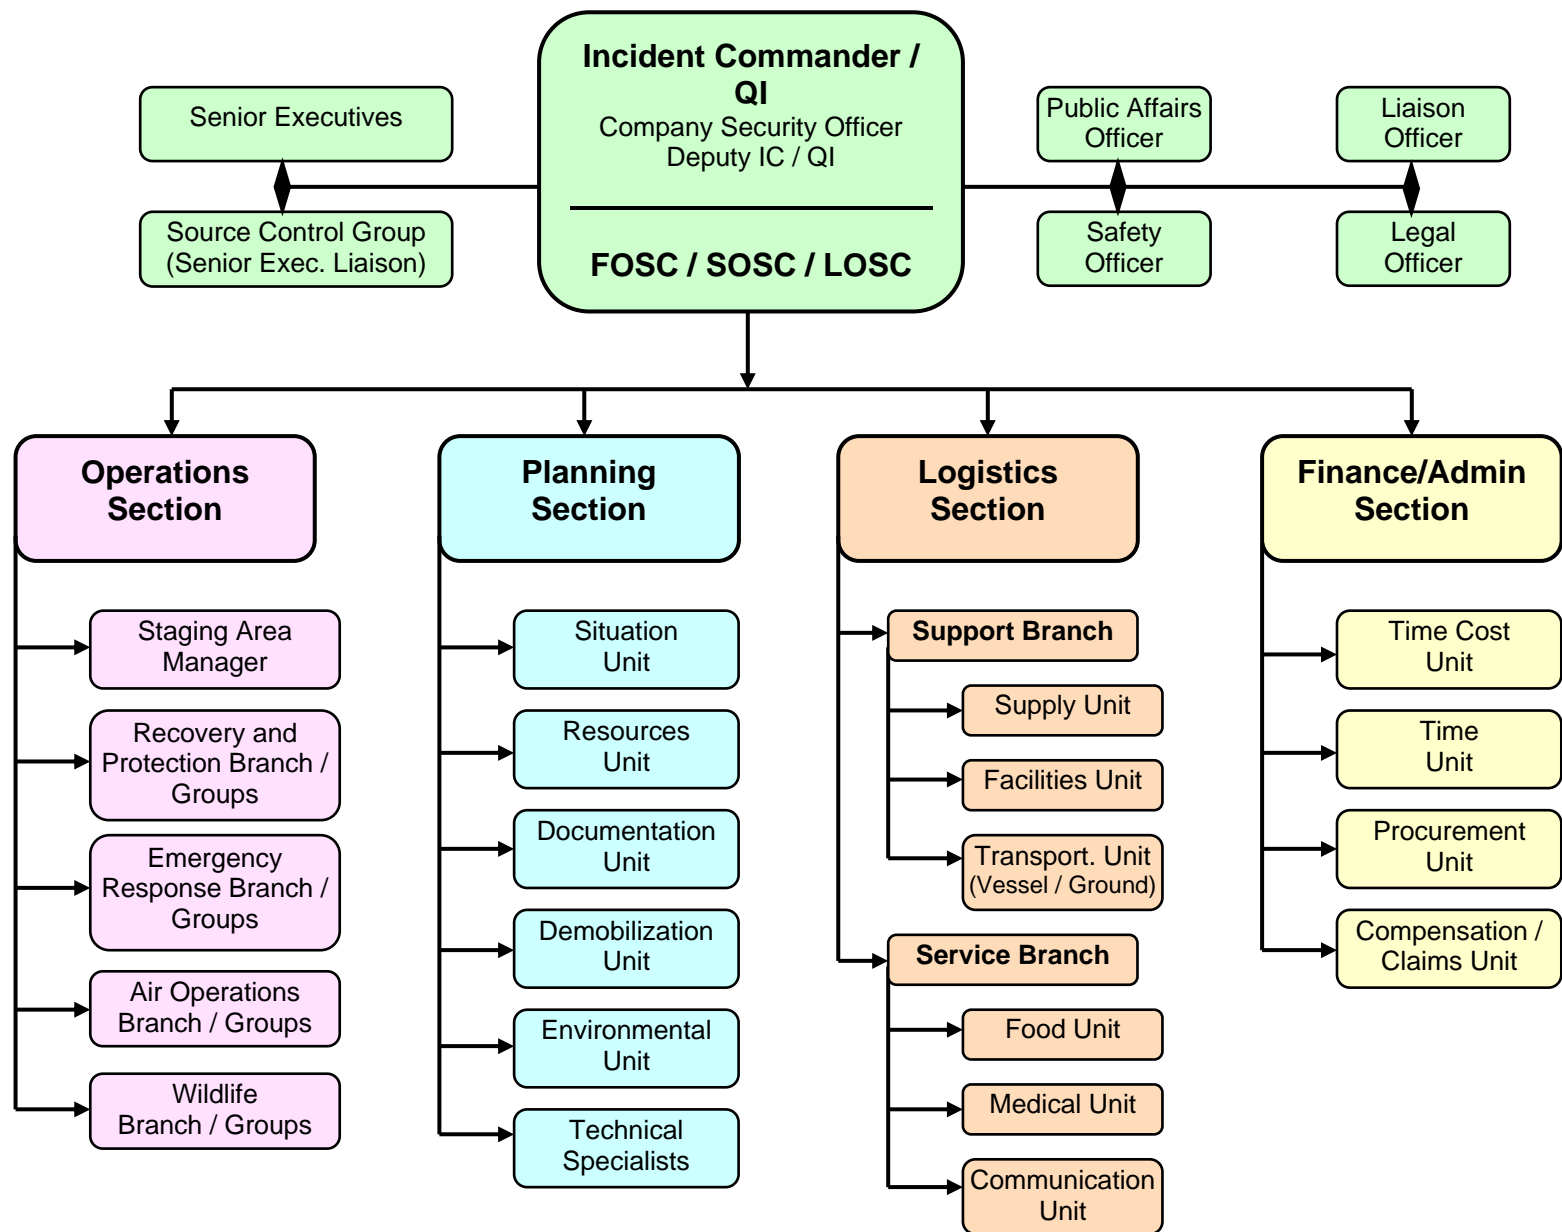 Incident Commander /
QI
Company Security Officer
Deputy IC / QI
FOSC / SOSC / LOSC
Senior Executives
Source Control Group
(Senior Exec. Liaison)
Public Affairs
Officer
Liaison
Officer
Safety
Officer
Legal
Officer
Operations
Section
Staging Area
Manager
Recovery and
Protection Branch /
Groups
Emergency
Response Branch /
Groups
Air Operations
Branch / Groups
Wildlife
Branch / Groups
Planning
Section
Situation
Unit
Resources
Unit
Documentation
Unit
Demobilization
Unit
Environmental
Unit
Technical
Specialists
Logistics
Section
Support Branch
Supply Unit
Facilities Unit
Transport. Unit
(Vessel / Ground)
Service Branch
Food Unit
Medical Unit
Communication
Unit
Finance/Admin
Section
Time Cost
Unit
Time
Unit
Procurement
Unit
Compensation /
Claims Unit